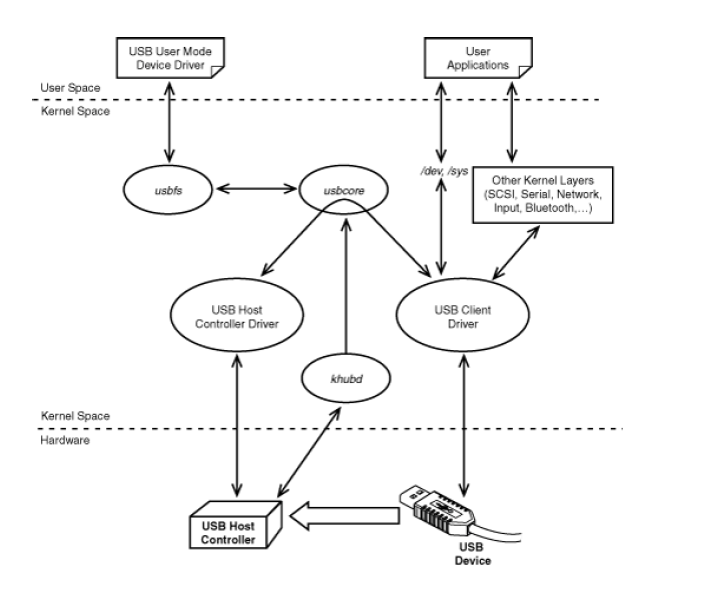 USB User Mode
Device Driver
User
Applications
User Space
Kernel Space
usbfs
usbcore
/dev, /sys
Other Kernel Layers
(SCSI, Serial, Network,
Input, Bluetooth,...)
USB Host
Controller Driver
USB Client
Driver
khubd
Kernel Space
Hardware
USB Host
Controller
USB
Device